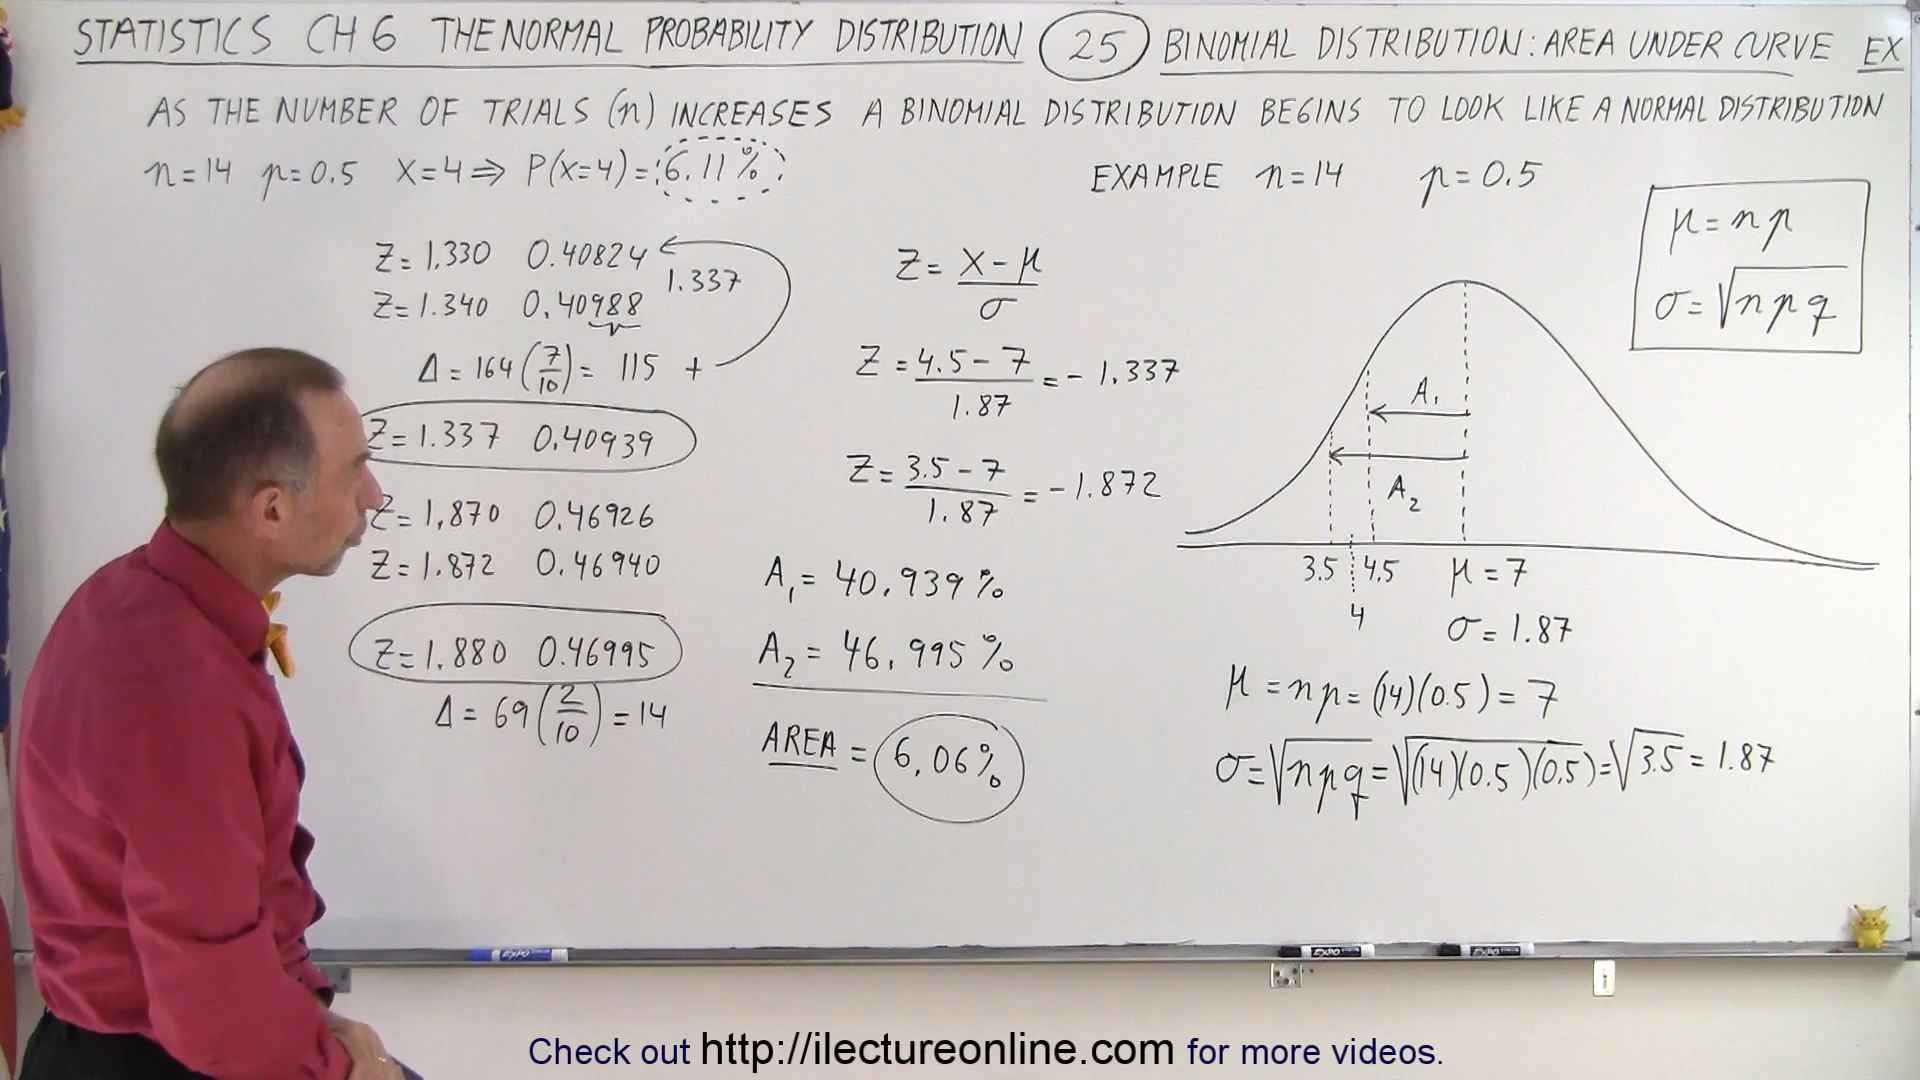 STATISTICS CH 6 THE NORMAL PROBABILITY DISTRIBUTION 25 BINOMIAL DISTRIBUTION: AREA UNDER CURVE EX
AS THE NUMBER OF TRIALS (n) INCREASES A BINOMIAL DISTRIBUTION BEGINS TO LOOK LIKE A NORMAL DISTRIBUTION
n=14 p=0.5 X=4 ⇒ P(X=4)= 6.11%
EXAMPLE n=14 p=0.5
μ=np
σ=√npq
Z=1.330 0.40824
1.337
Z=1.340 0.40988
Δ=164(7/10)= 115 +
Z=1.337 0.40939
Z=1,870 0.46926
Z=1.872 0.46940
Z=1.880 0.46995
Δ=69(2/10)=14
Z= X-μ/σ
Z= 4.5-7/1.87 = -1.337
Z= 3.5-7/1.87 = -1.872
A₁= 40.939%
A₂= 46.995%
AREA = 6.06%
A₁
A₂
3.5 4.5 μ=7
4
σ=1.87
μ=np=(14)(0.5)=7
σ=√npq=√(14)(0.5)(0.5)=√3.5=1.87
EXPO EXPO EXPO
Check out http://ilectureonline.com for more videos.